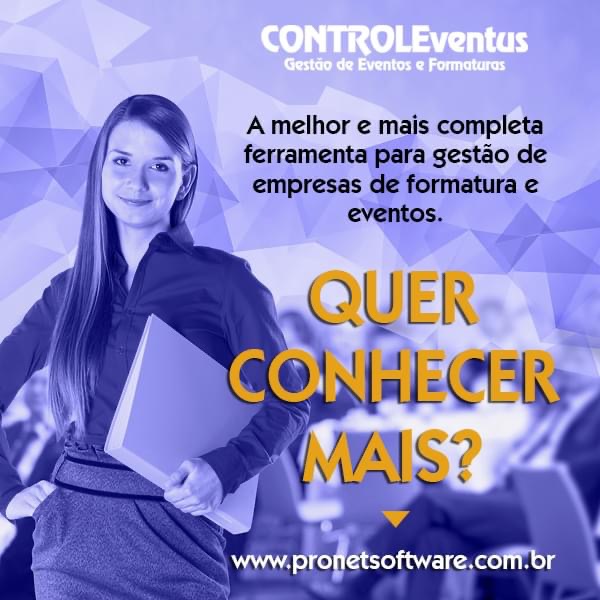 CONTROLEventus
Gestão de Eventos e Formaturas
A melhor e mais completa
ferramenta para gestão de
empresas de formatura e
eventos.
QUER
CONHECER
MAIS?
www.pronetsoftware.com.br